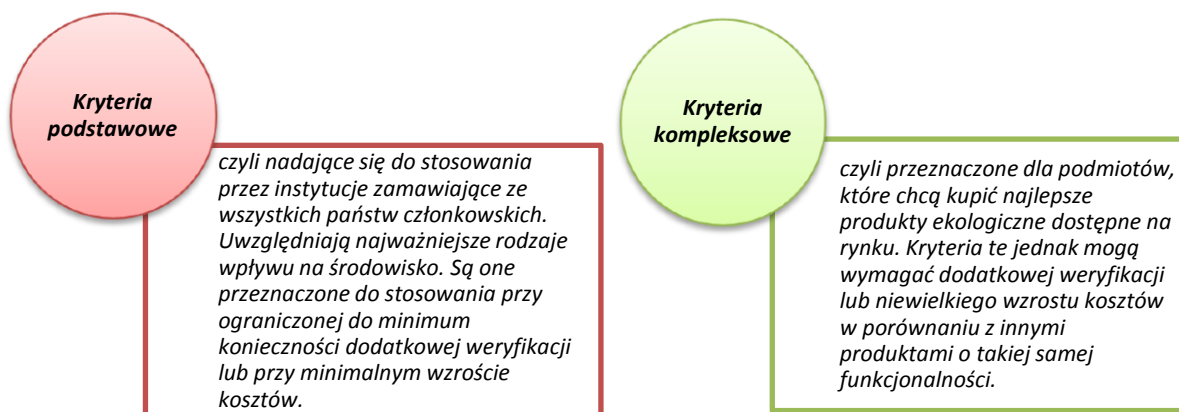 Kryteria
podstawowe
czyli nadające się do stosowania
przez instytucje zamawiające ze
wszystkich państw członkowskich.
Uwzględniają najważniejsze rodzaje
wpływu na środowisko. Są one
przeznaczone do stosowania przy
ograniczonej do minimum
konieczności dodatkowej weryfikacji
lub przy minimalnym wzroście
kosztów.
Kryteria
kompleksowe
czyli przeznaczone dla podmiotów,
które chcą kupić najlepsze
produkty ekologiczne dostępne na
rynku. Kryteria te jednak mogą
wymagać dodatkowej weryfikacji
lub niewielkiego wzrostu kosztów
w porównaniu z innymi
produktami o takiej samej
funkcjonalności.